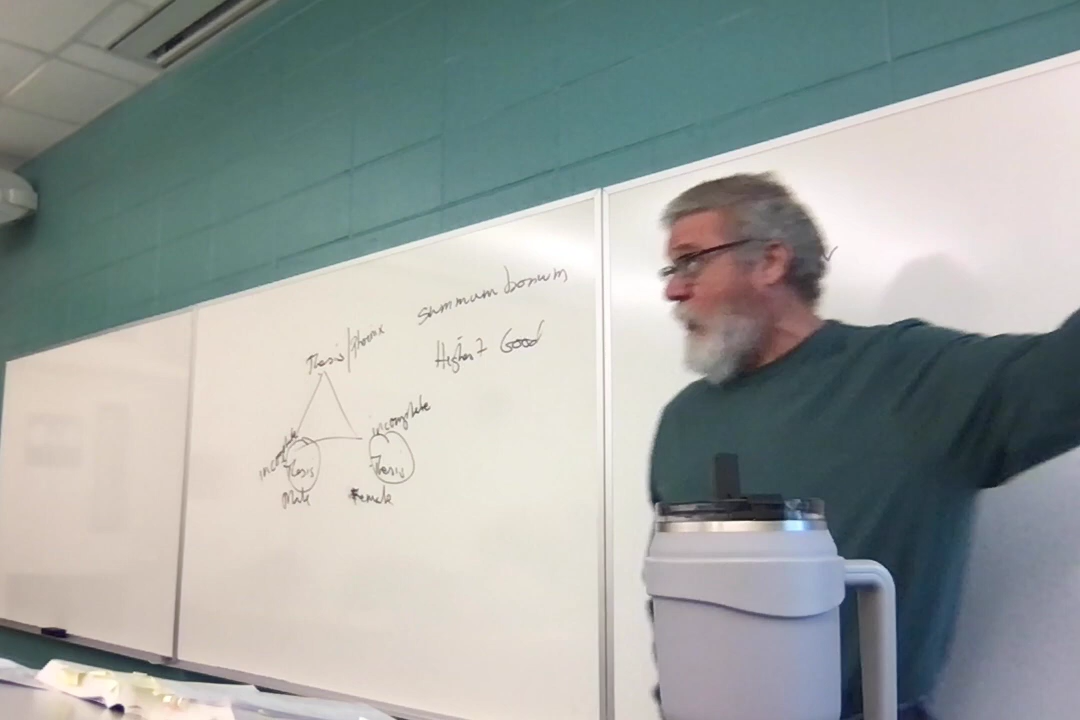 summum bonum
Highest Good
Thesis/phoenix
incomplete
incomplete
Thesis
Thesis
Male
Female